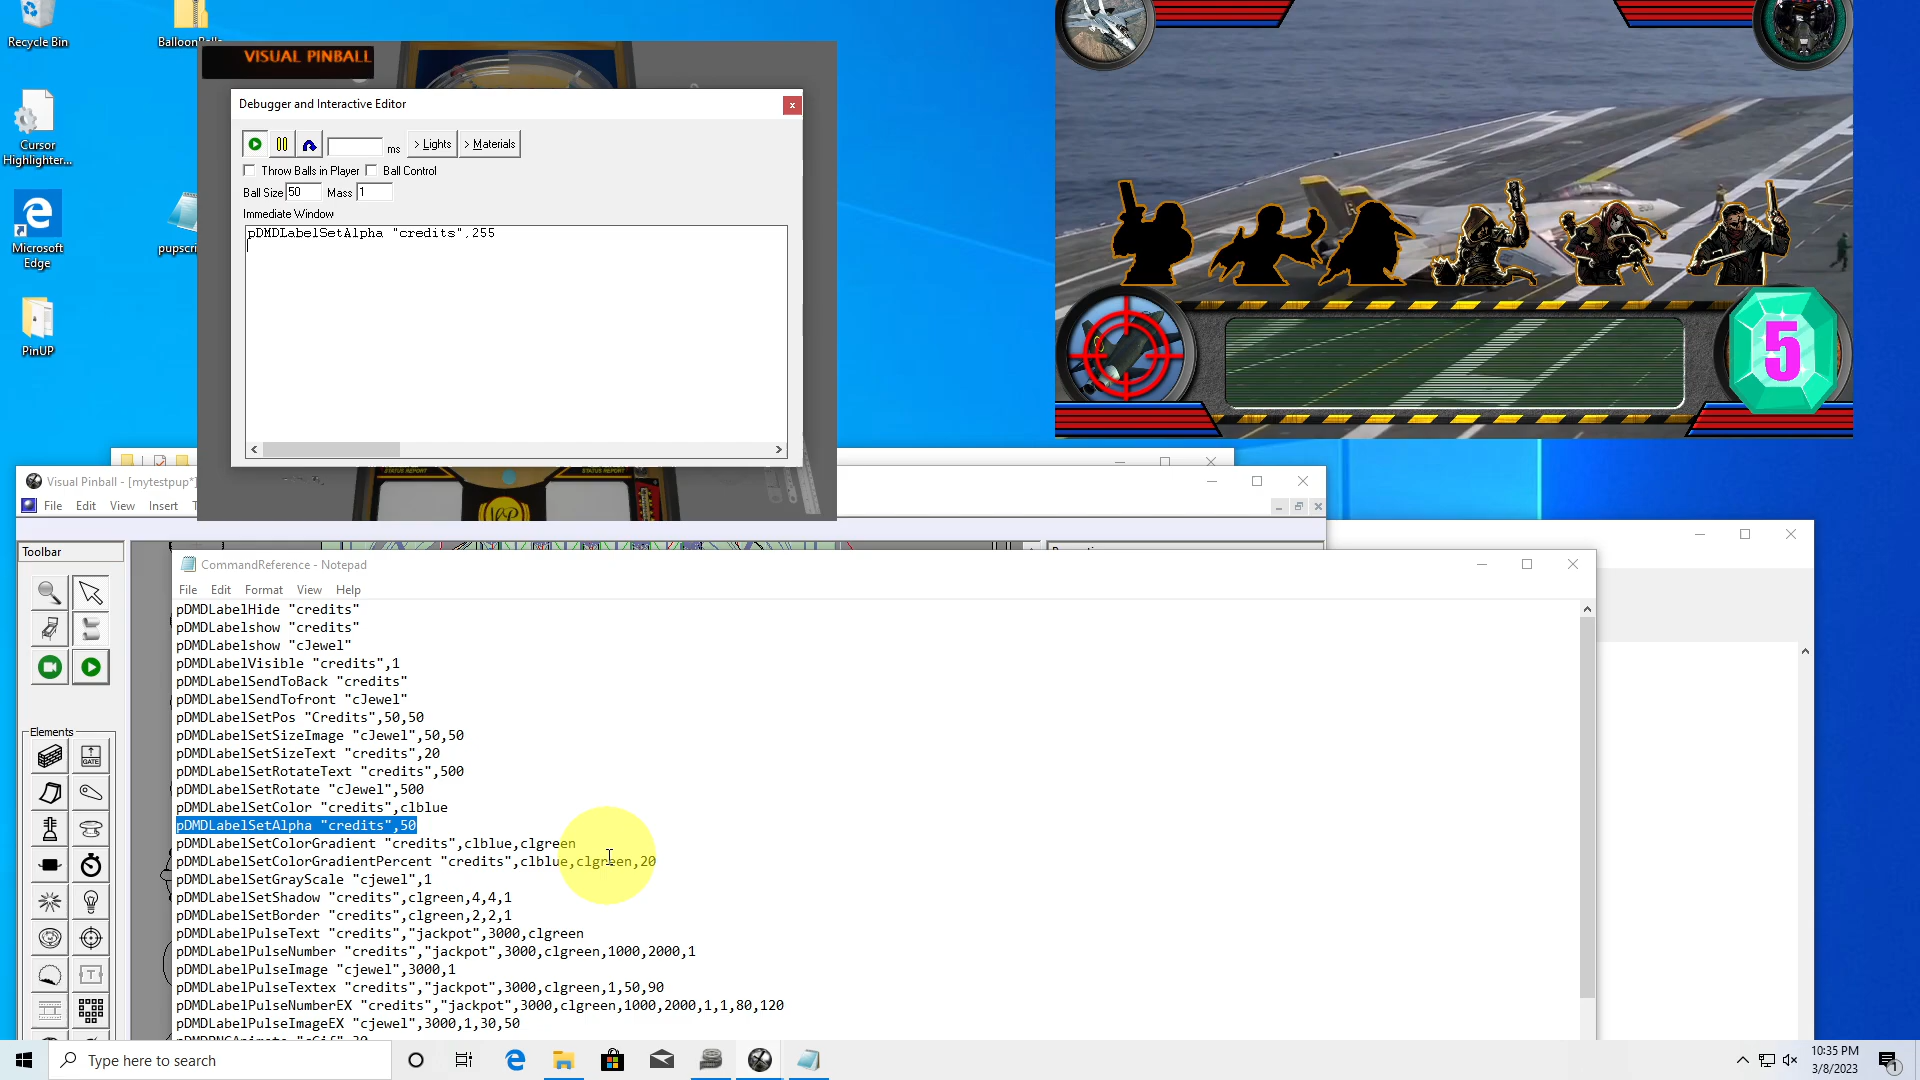 Recycle Bin
VISUAL PINBALL
Debugger and Interactive Editor
x
Cursor
Highlighter...
ms
> Lights
> Materials
Throw Balls in Player
Ball Control
Ball Size
50
Mass
1
Immediate Window
pDMDLabelSetAlpha "credits",255
Microsoft
Edge
PinUP
5
STATUS REPORT
STATUS REPORT
Visual Pinball - [mytestpup*]
File
Edit
View
Insert
Toolbar
CommandReference - Notepad
File
Edit
Format
View
Help
pDMDLabelHide "credits"
pDMDLabelshow "credits"
pDMDLabelshow "cJewel"
pDMDLabelVisible "credits",1
pDMDLabelSendToBack "credits"
pDMDLabelSendTofront "cJewel"
pDMDLabelSetPos "Credits",50,50
pDMDLabelSetSizeImage "cJewel",50,50
pDMDLabelSetSizeText "credits",20
pDMDLabelSetRotateText "credits",500
pDMDLabelSetRotate "cJewel",500
pDMDLabelSetColor "credits",clblue
pDMDLabelSetAlpha "credits",50
pDMDLabelSetColorGradient "credits",clblue,clgreen
pDMDLabelSetColorGradientPercent "credits",clblue,clgreen,20
pDMDLabelSetGrayScale "cjewel",1
pDMDLabelSetShadow "credits",clgreen,4,4,1
pDMDLabelSetBorder "credits",clgreen,2,2,1
pDMDLabelPulseText "credits","jackpot",3000,clgreen
pDMDLabelPulseNumber "credits","jackpot",3000,clgreen,1000,2000,1
pDMDLabelPulseImage "cjewel",3000,1
pDMDLabelPulseTextex "credits","jackpot",3000,clgreen,1,50,90
pDMDLabelPulseNumberEX "credits","jackpot",3000,clgreen,1000,2000,1,1,80,120
pDMDLabelPulseImageEX "cjewel",3000,1,30,50
Elements
GATE
T
Type here to search
10:35 PM
3/8/2023
1